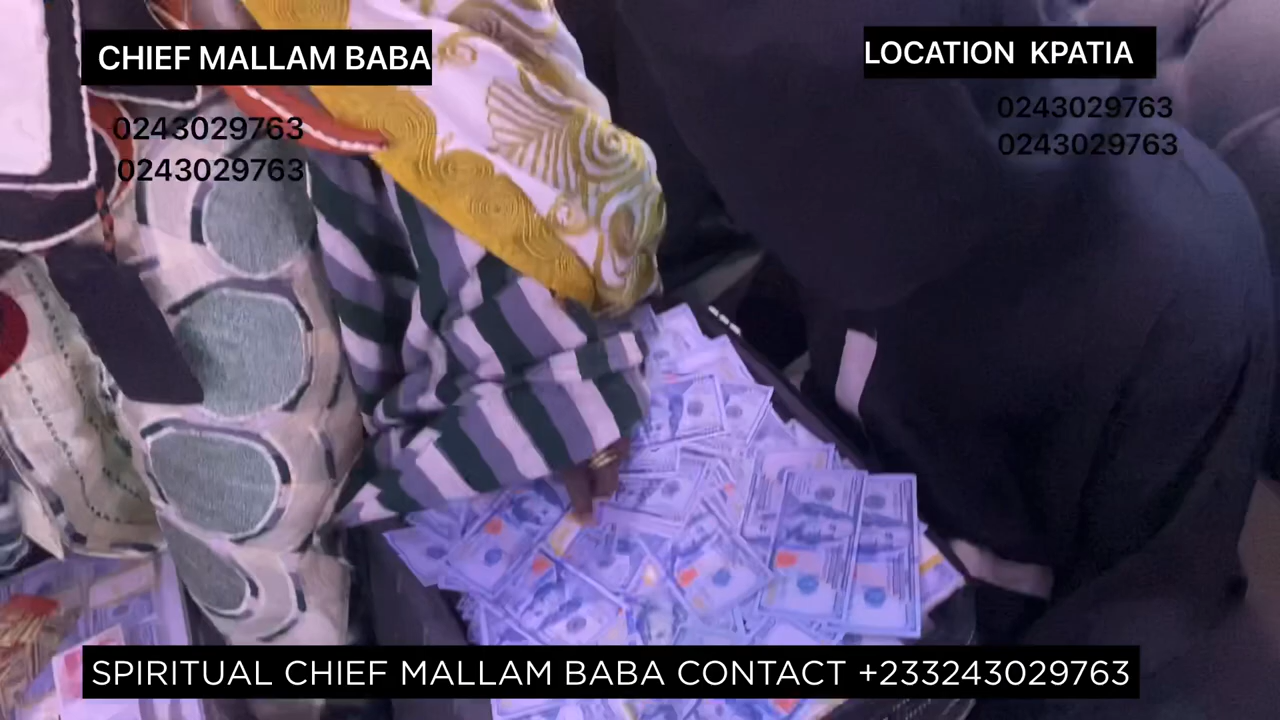 CHIEF MALLAM BABA
0243029763
0243029763
LOCATION KPATIA
0243029763
0243029763
SPIRITUAL CHIEF MALLAM BABA CONTACT +233243029763